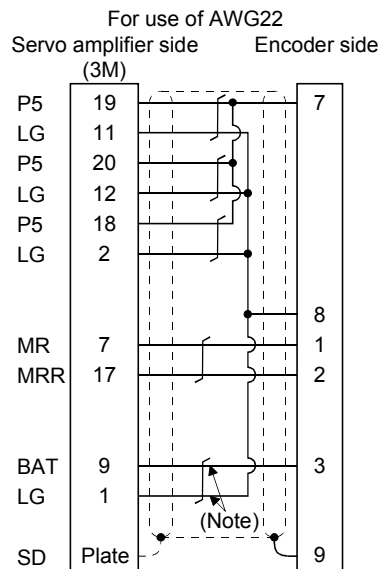 For use of AWG22
Servo amplifier side Encoder side
(3M)
P5 19 7
LG 11
P5 20
LG 12
P5 18
LG 2
8
MR 7 1
MRR 17 2
BAT 9 3
LG 1
(Note)
SD Plate 9